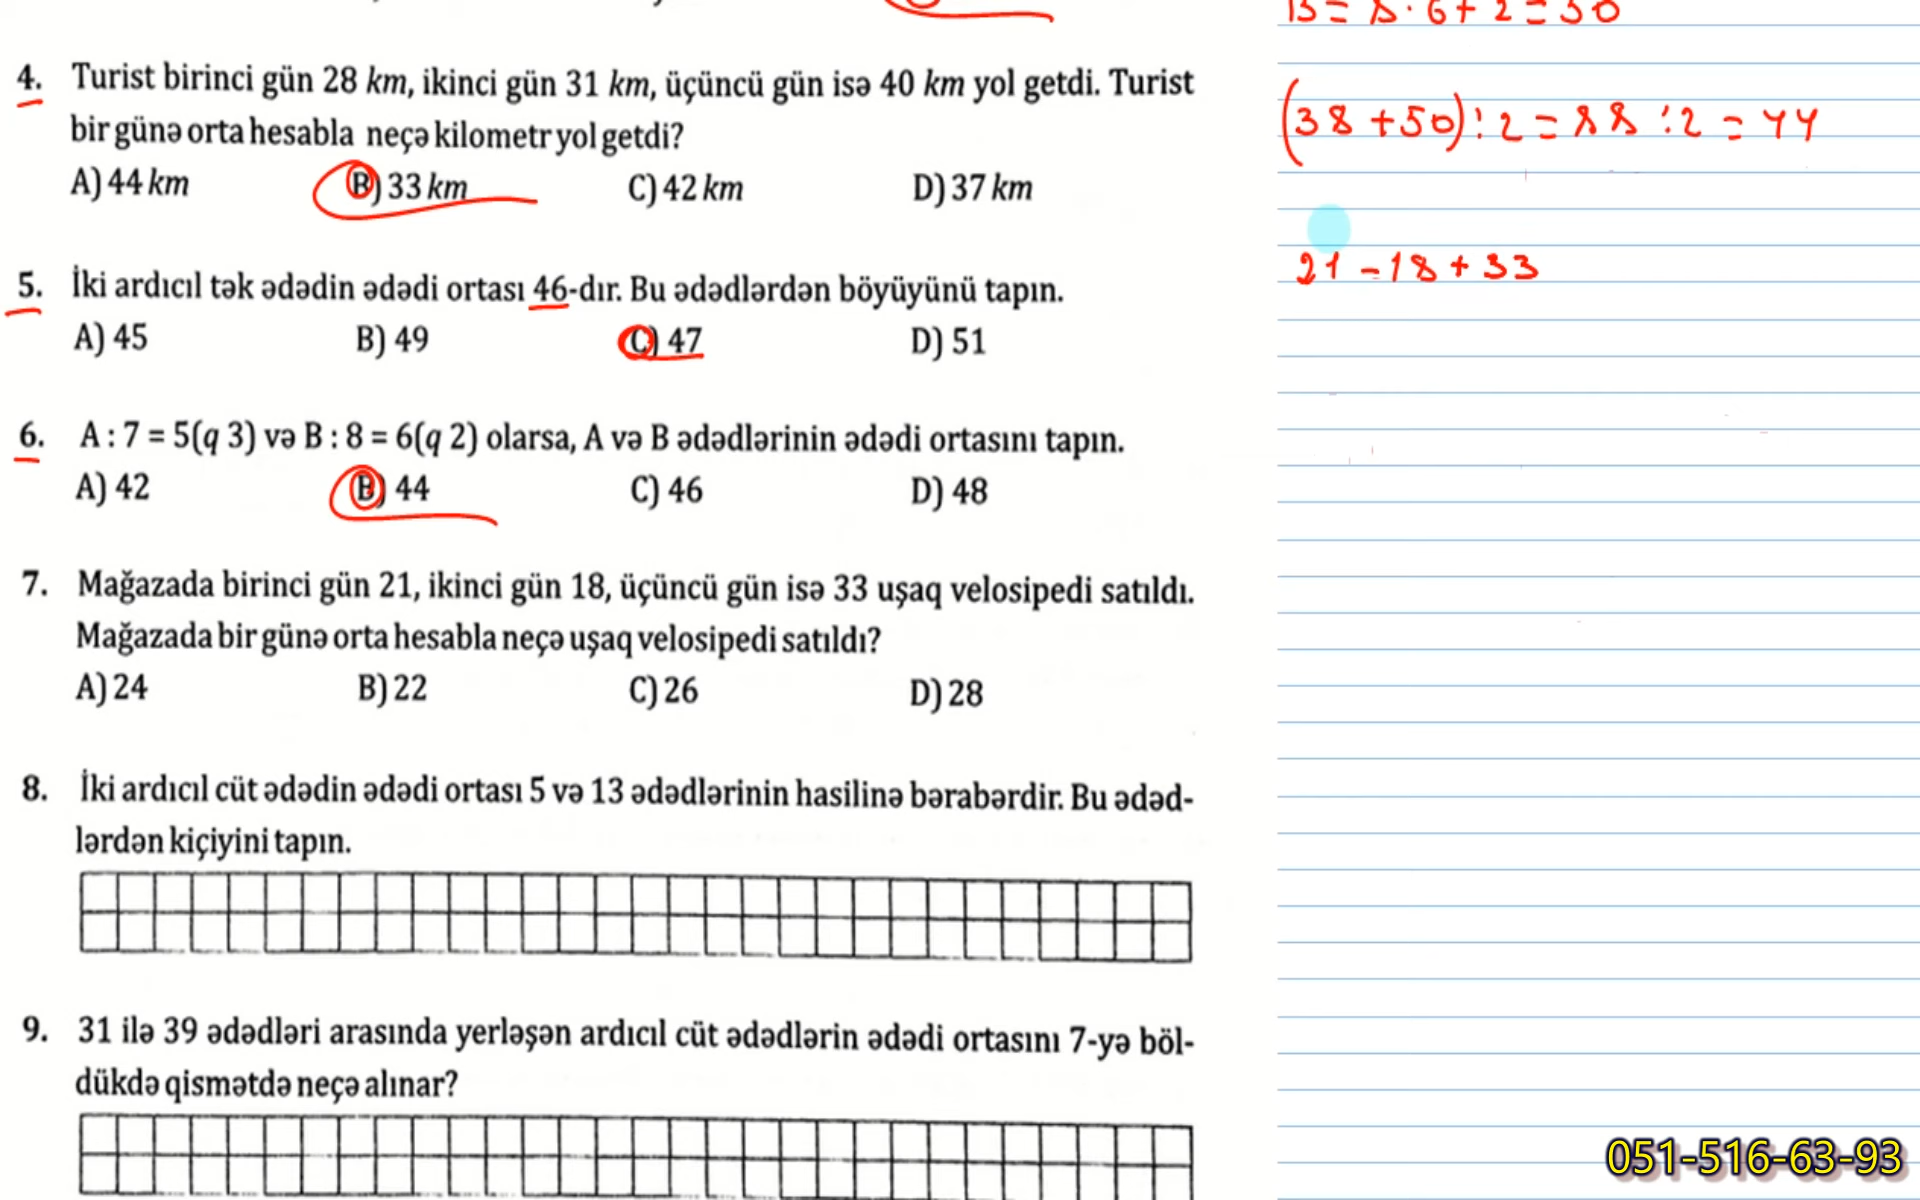 4. Turist birinci gün 28 km, ikinci gün 31 km, üçüncü gün isə 40 km yol getdi. Turist
bir günə orta hesabla neçə kilometr yol getdi?
A) 44 km B) 33 km C) 42 km D) 37 km
5. İki ardıcıl tək ədədin ədədi ortası 46-dır. Bu ədədlərdən böyüyünü tapın.
A) 45 B) 49 C) 47 D) 51
6. A : 7 = 5(q 3) və B : 8 = 6(q 2) olarsa, A və B ədədlərinin ədədi ortasını tapın.
A) 42 B) 44 C) 46 D) 48
7. Mağazada birinci gün 21, ikinci gün 18, üçüncü gün isə 33 uşaq velosipedi satıldı.
Mağazada bir günə orta hesabla neçə uşaq velosipedi satıldı?
A) 24 B) 22 C) 26 D) 28
8. İki ardıcıl cüt ədədin ədədi ortası 5 və 13 ədədlərinin hasilinə bərabərdir. Bu ədəd-
lərdən kiçiyini tapın.
9. 31 ilə 39 ədədləri arasında yerləşən ardıcıl cüt ədədlərin ədədi ortasını 7-yə böl-
dükdə qismətdə neçə alınar?
B = 8 · 6 + 2 = 50
(38 + 50) : 2 = 88 : 2 = 44
21 - 18 + 33
051-516-63-93